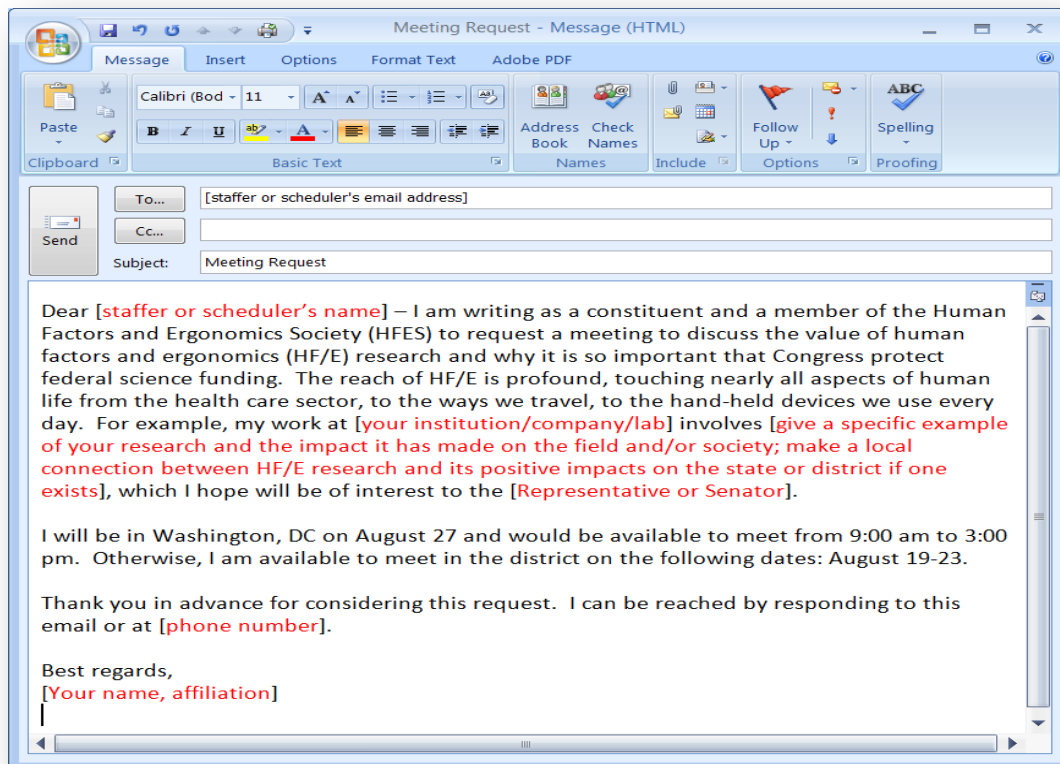 Meeting Request - Message (HTML)
Message Insert Options Format Text Adobe PDF
Calibri (Bod 11 A A
ABC
Paste
B I U ab A
Address Book
Check Names
Follow Up
Spelling
Clipboard
Basic Text
Names
Include
Options
Proofing
To... [staffer or scheduler's email address]
Cc...
Send
Subject: Meeting Request
Dear [staffer or scheduler’s name] – I am writing as a constituent and a member of the Human
Factors and Ergonomics Society (HFES) to request a meeting to discuss the value of human
factors and ergonomics (HF/E) research and why it is so important that Congress protect
federal science funding.  The reach of HF/E is profound, touching nearly all aspects of human
life from the health care sector, to the ways we travel, to the hand-held devices we use every
day.  For example, my work at [your institution/company/lab] involves [give a specific example
of your research and the impact it has made on the field and/or society; make a local
connection between HF/E research and its positive impacts on the state or district if one
exists], which I hope will be of interest to the [Representative or Senator].
I will be in Washington, DC on August 27 and would be available to meet from 9:00 am to 3:00
pm.  Otherwise, I am available to meet in the district on the following dates: August 19-23.
Thank you in advance for considering this request.  I can be reached by responding to this
email or at [phone number].
Best regards,
[Your name, affiliation]